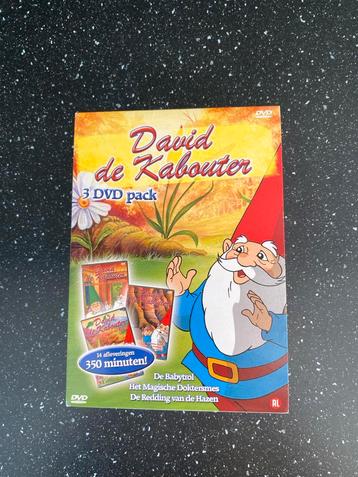 DVD
David
de Kabouter
3 DVD pack
14 afleveringen
350 minuten!
De Babytrol
Het Magische Doktersmes
De Redding van de Hazen
DVD
AL